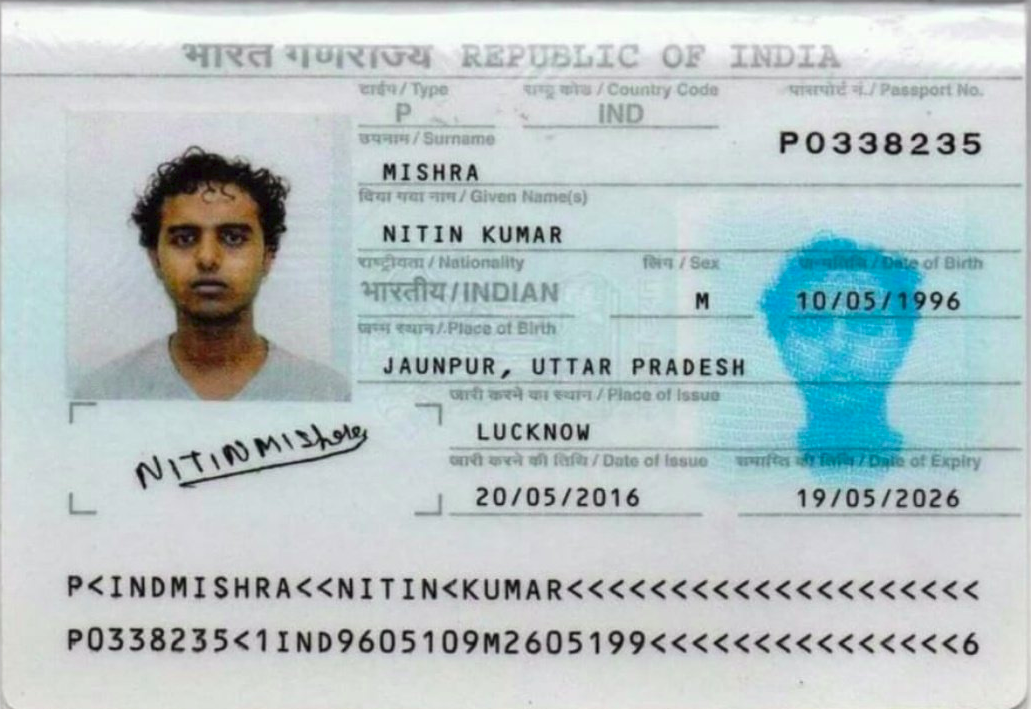 भारत गणराज्य REPUBLIC OF INDIA
टाईप / Type राष्ट्र कोड / Country Code पासपोर्ट नं. / Passport No.
P IND
P0338235
उपनाम / Surname
MISHRA
दिया गया नाम / Given Name(s)
NITIN KUMAR
राष्ट्रीयता / Nationality लिंग / Sex जन्मतिथि / Date of Birth
भारतीय / INDIAN M 10/05/1996
जन्म स्थान / Place of Birth
JAUNPUR, UTTAR PRADESH
जारी करने का स्थान / Place of Issue
LUCKNOW
NITIN MIShra
जारी करने की तिथि / Date of Issue समाप्ति की तिथि / Date of Expiry
20/05/2016 19/05/2026
P<INDMISHRA<<NITIN<KUMAR<<<<<<<<<<<<<<<<<<<<
P0338235<1IND9605109M2605199<<<<<<<<<<<<<<<6